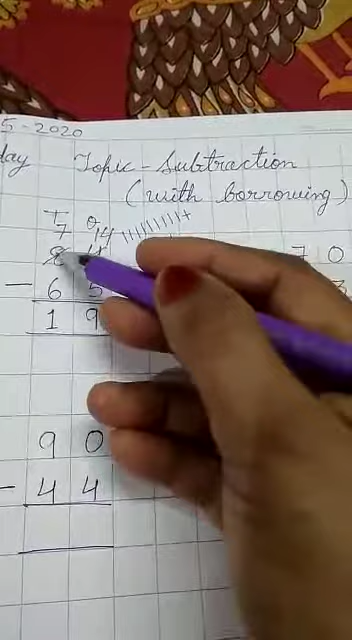 5-2020
day Topic - Subtraction
(with borrowing)
T O
7 14
8 4
- 6 5
1 9
7 0
3
9 0
- 4 4